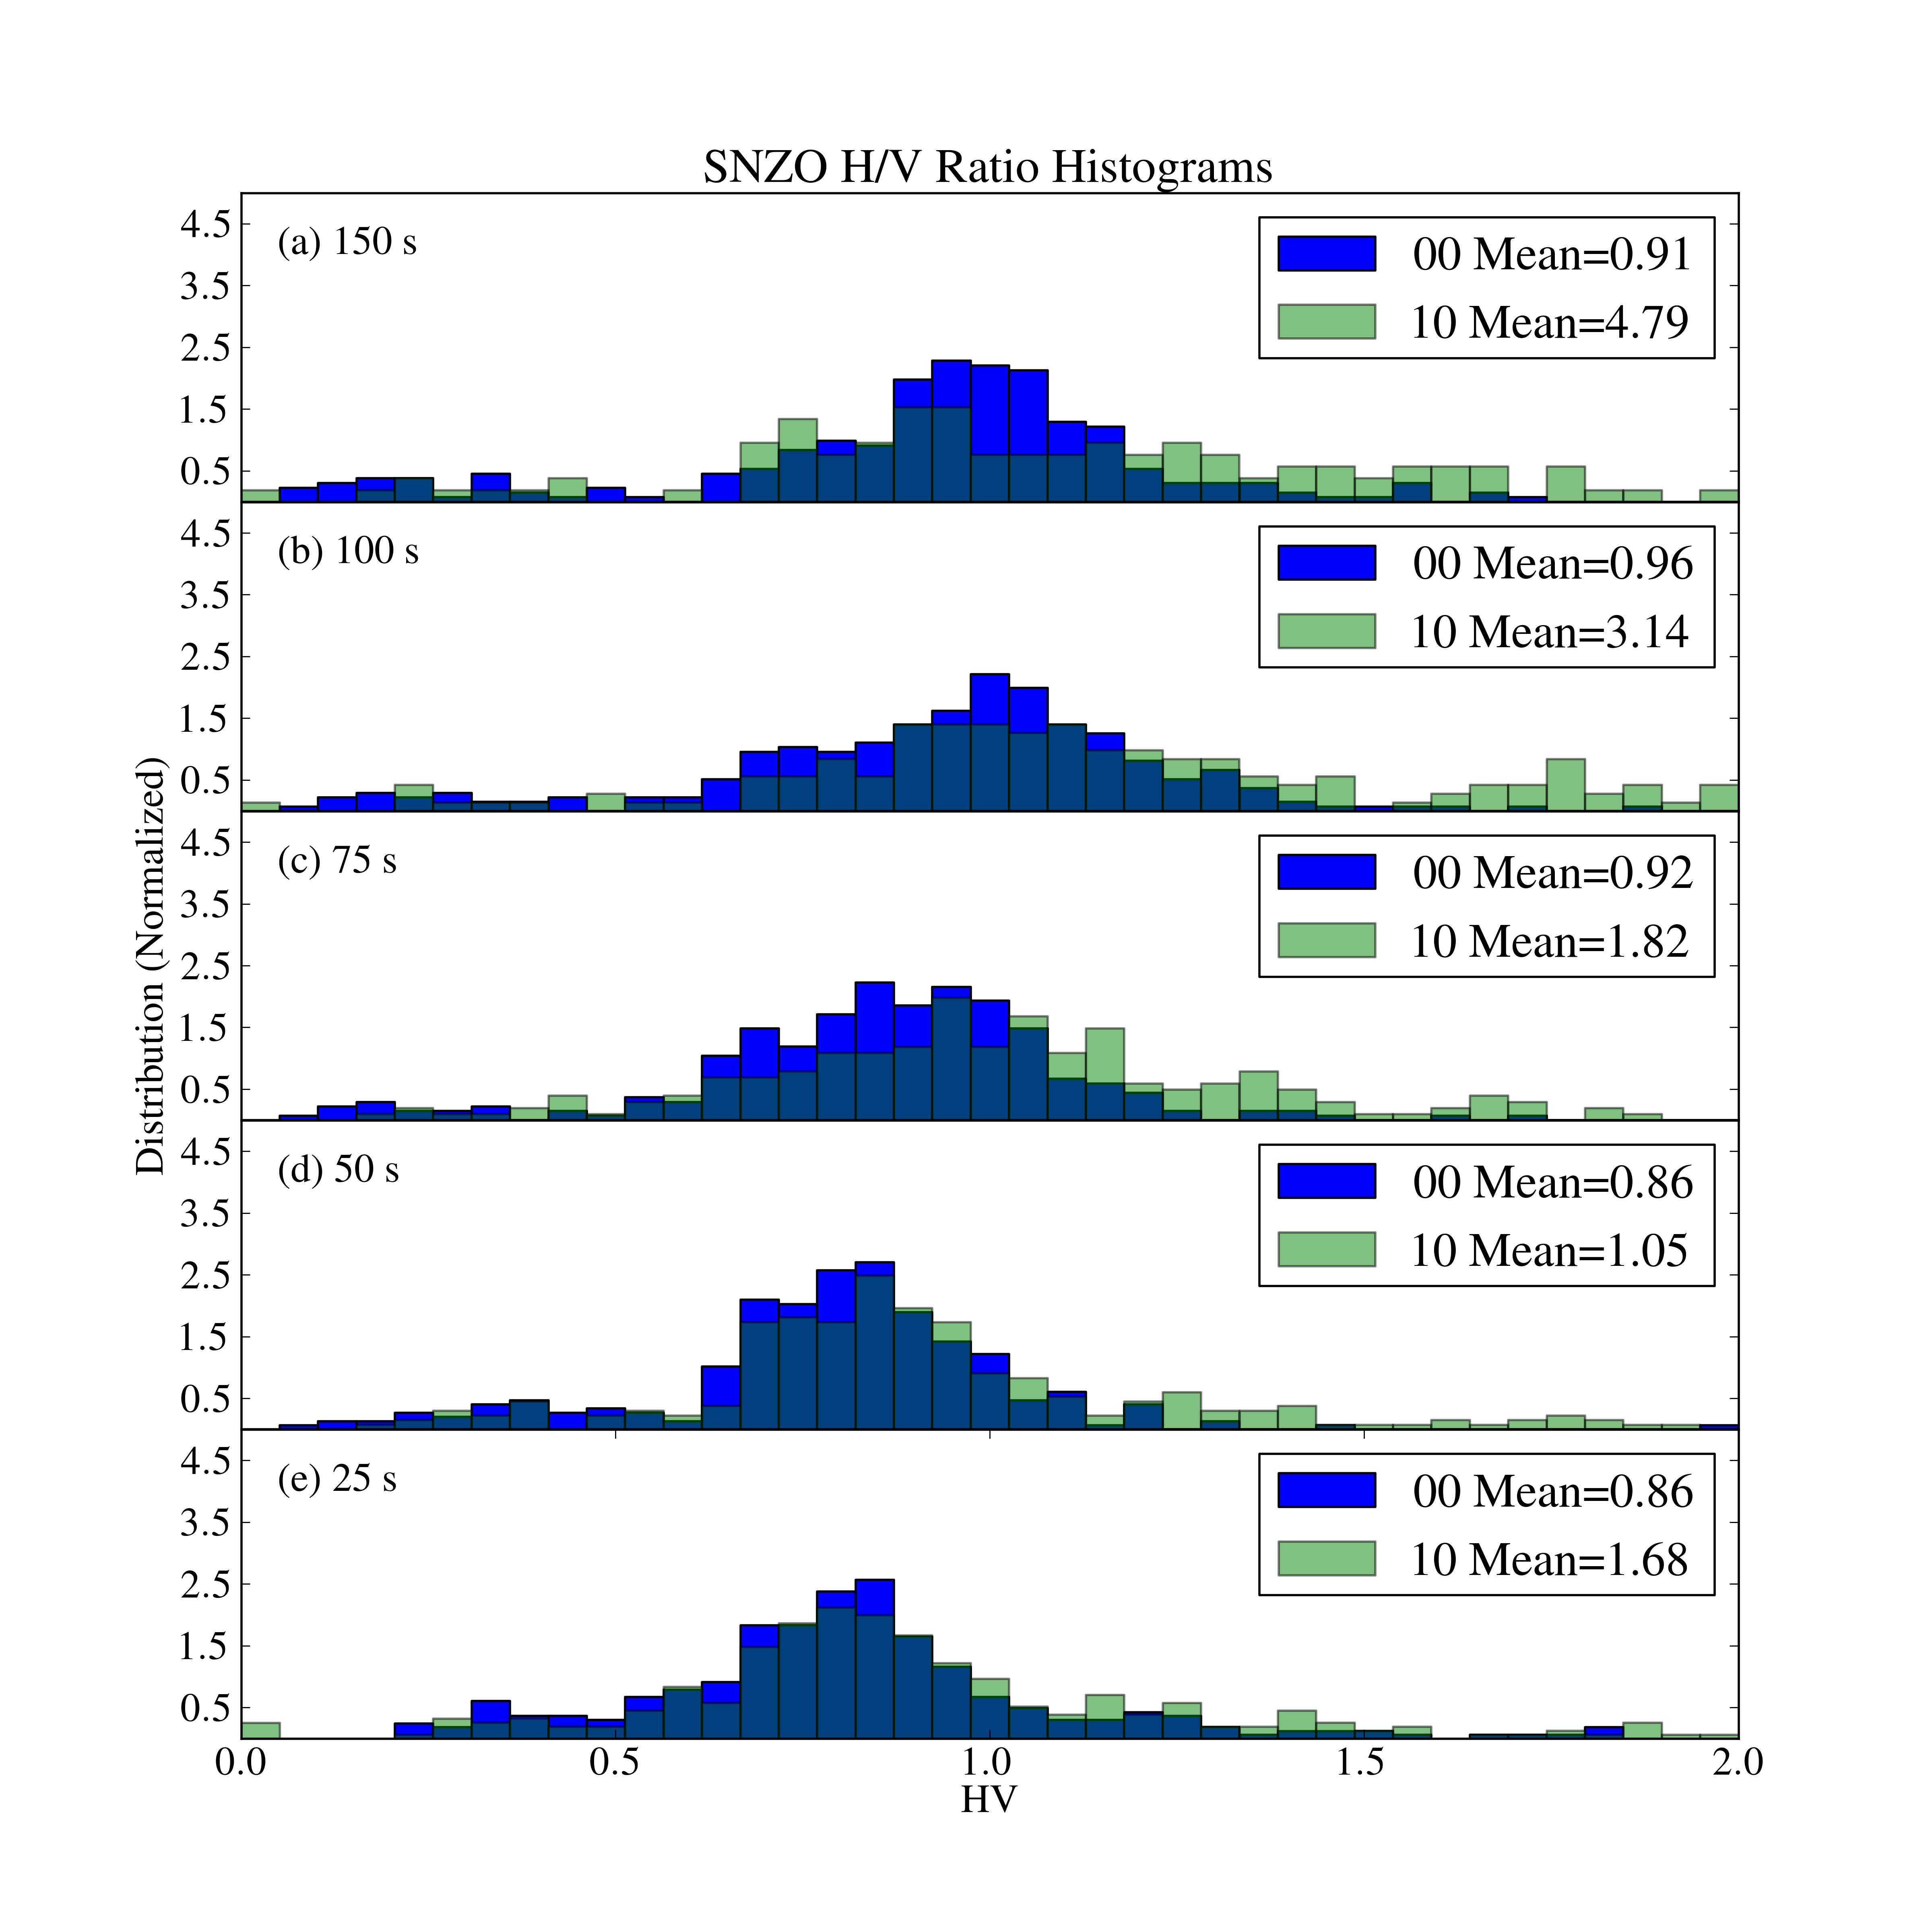 SNZO H/V Ratio Histograms
(a) 150 s
00 Mean=0.91
10 Mean=4.79
4.5
3.5
2.5
1.5
0.5
(b) 100 s
00 Mean=0.96
10 Mean=3.14
4.5
3.5
2.5
1.5
0.5
(c) 75 s
00 Mean=0.92
10 Mean=1.82
4.5
3.5
2.5
1.5
0.5
(d) 50 s
00 Mean=0.86
10 Mean=1.05
4.5
3.5
2.5
1.5
0.5
(e) 25 s
00 Mean=0.86
10 Mean=1.68
4.5
3.5
2.5
1.5
0.5
Distribution (Normalized)
0.0 0.5 1.0 1.5 2.0
HV